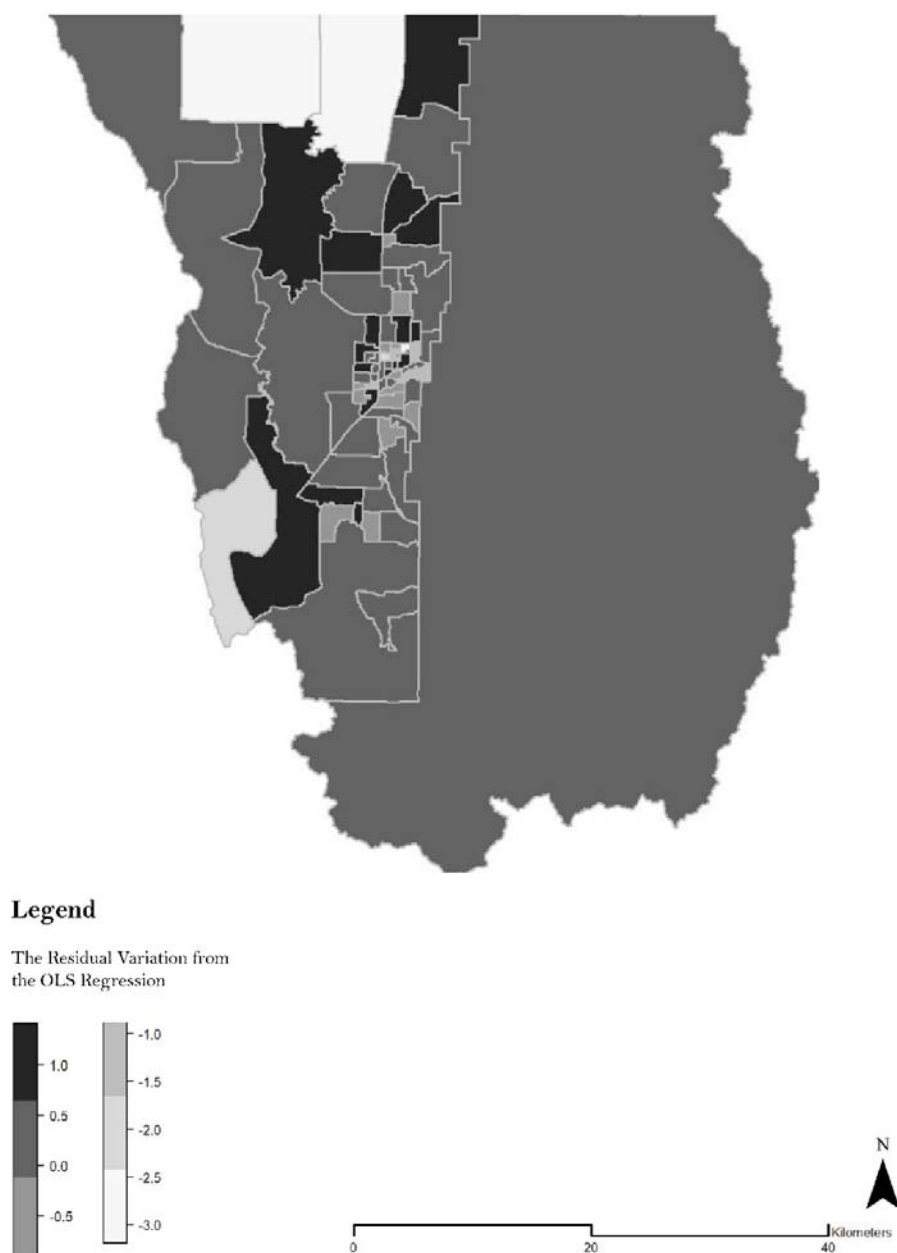 Legend
The Residual Variation from
the OLS Regression
1.0
0.5
0.0
-0.5
-1.0
-1.5
-2.0
-2.5
-3.0
N
0 20 40 Kilometers